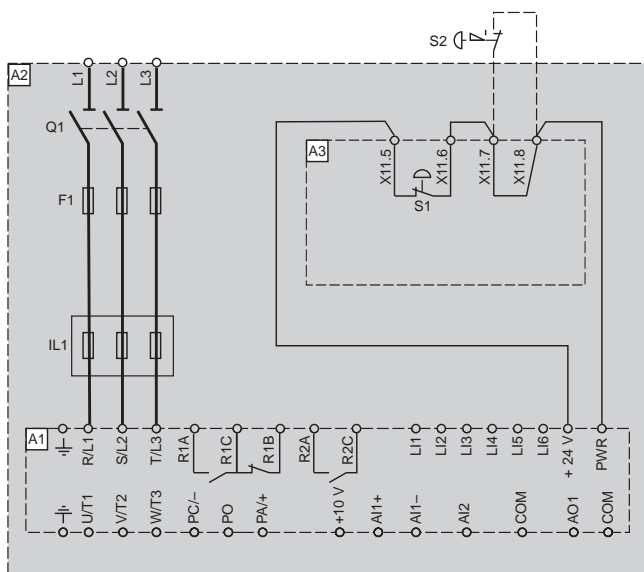 S2
A2
L1 L2 L3
Q1
A3
X11.5 X11.6 X11.7 X11.8
S1
F1
IL1
A1
R/L1 S/L2 T/L3 R1A R1C R1B R2A R2C LI1 LI2 LI3 LI4 LI5 LI6 + 24 V PWR
U/T1 V/T2 W/T3 PC/– PO PA/+ +10 V AI1+ AI1– AI2 COM AO1 COM